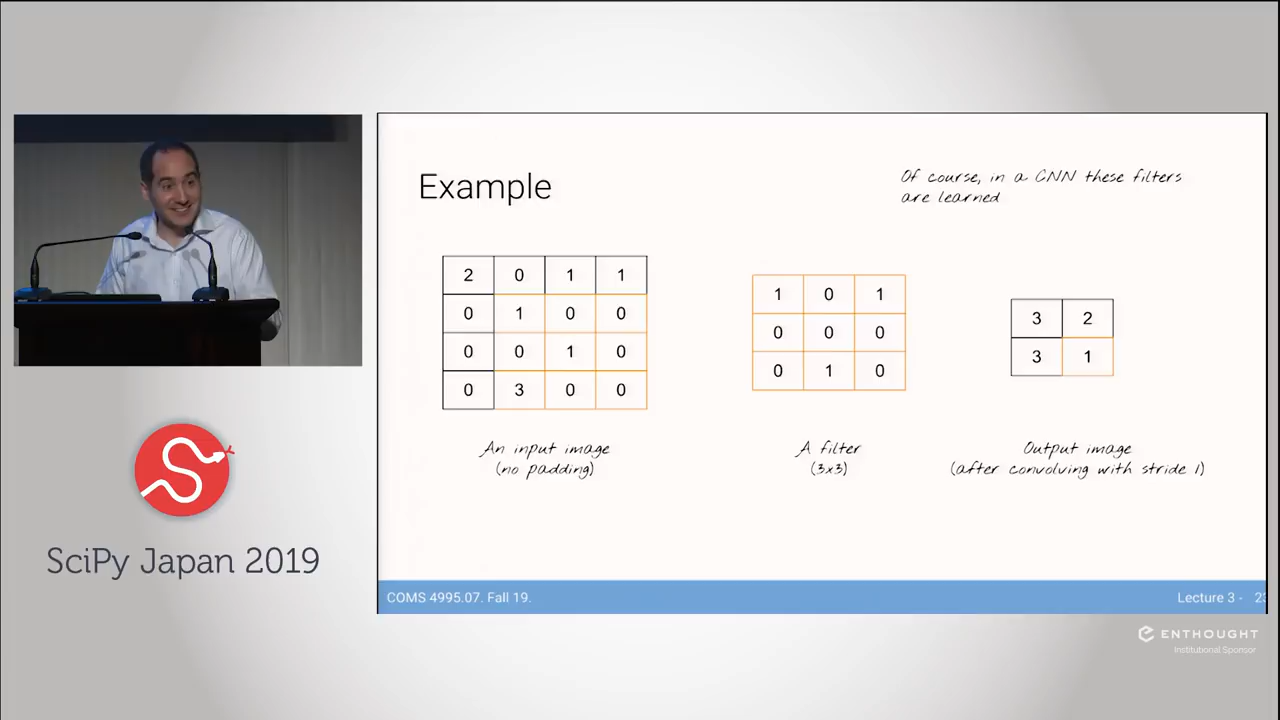 Example
Of course, in a CNN these filters
are learned
2 0 1 1
0 1 0 0
0 0 1 0
0 3 0 0
1 0 1
0 0 0
0 1 0
3 2
3 1
An input image
(no padding)
A filter
(3x3)
Output image
(after convolving with stride 1)
SciPy Japan 2019
COMS 4995.07. Fall 19.
Lecture 3 - 23
ENTHOUGHT
Institutional Sponsor